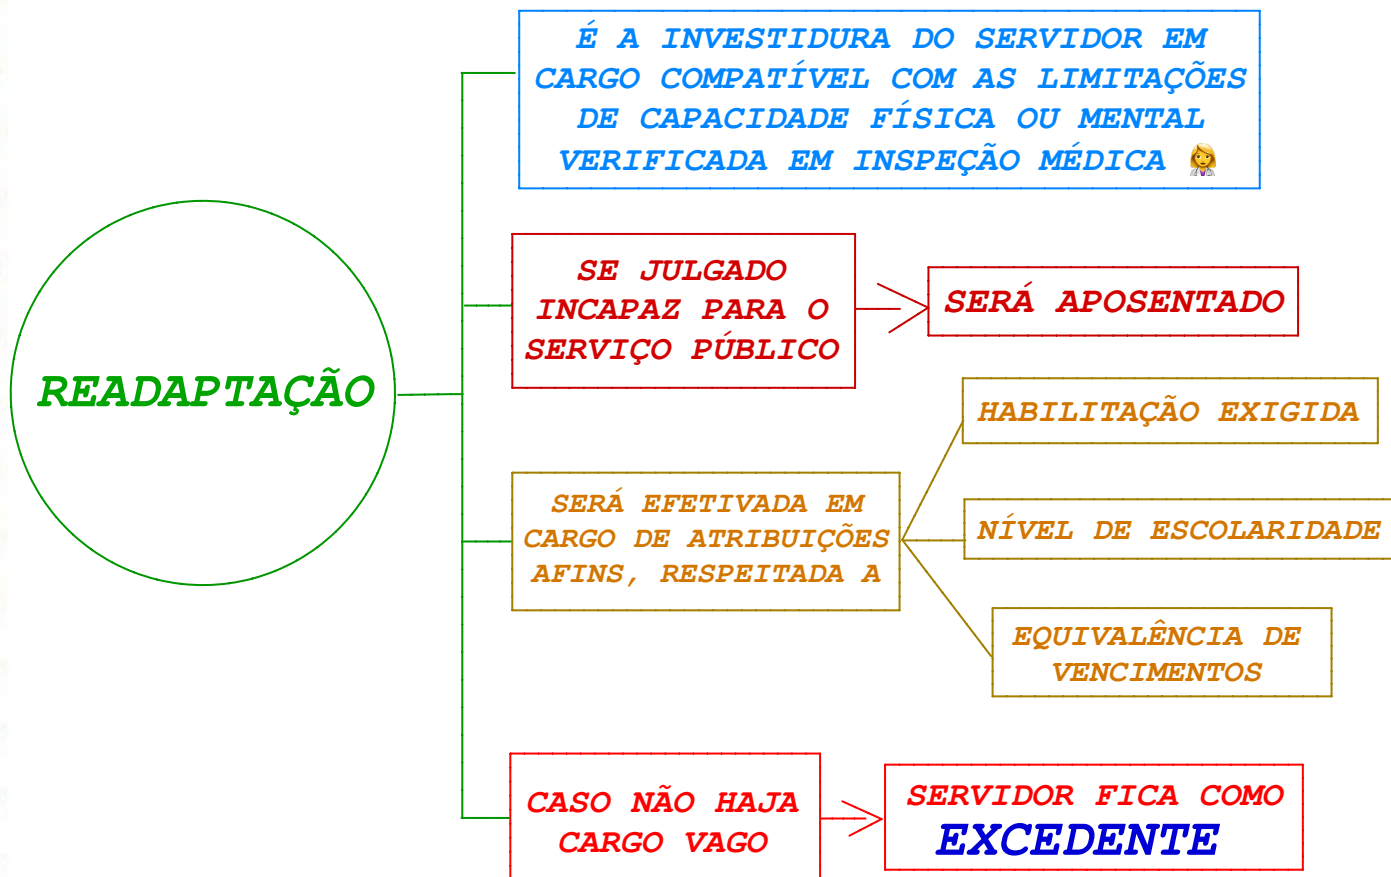 READAPTAÇÃO
É A INVESTIDURA DO SERVIDOR EM
CARGO COMPATÍVEL COM AS LIMITAÇÕES
DE CAPACIDADE FÍSICA OU MENTAL
VERIFICADA EM INSPEÇÃO MÉDICA 👩‍⚕️
SE JULGADO
INCAPAZ PARA O
SERVIÇO PÚBLICO
SERÁ APOSENTADO
SERÁ EFETIVADA EM
CARGO DE ATRIBUIÇÕES
AFINS, RESPEITADA A
HABILITAÇÃO EXIGIDA
NÍVEL DE ESCOLARIDADE
EQUIVALÊNCIA DE
VENCIMENTOS
CASO NÃO HAJA
CARGO VAGO
SERVIDOR FICA COMO
EXCEDENTE